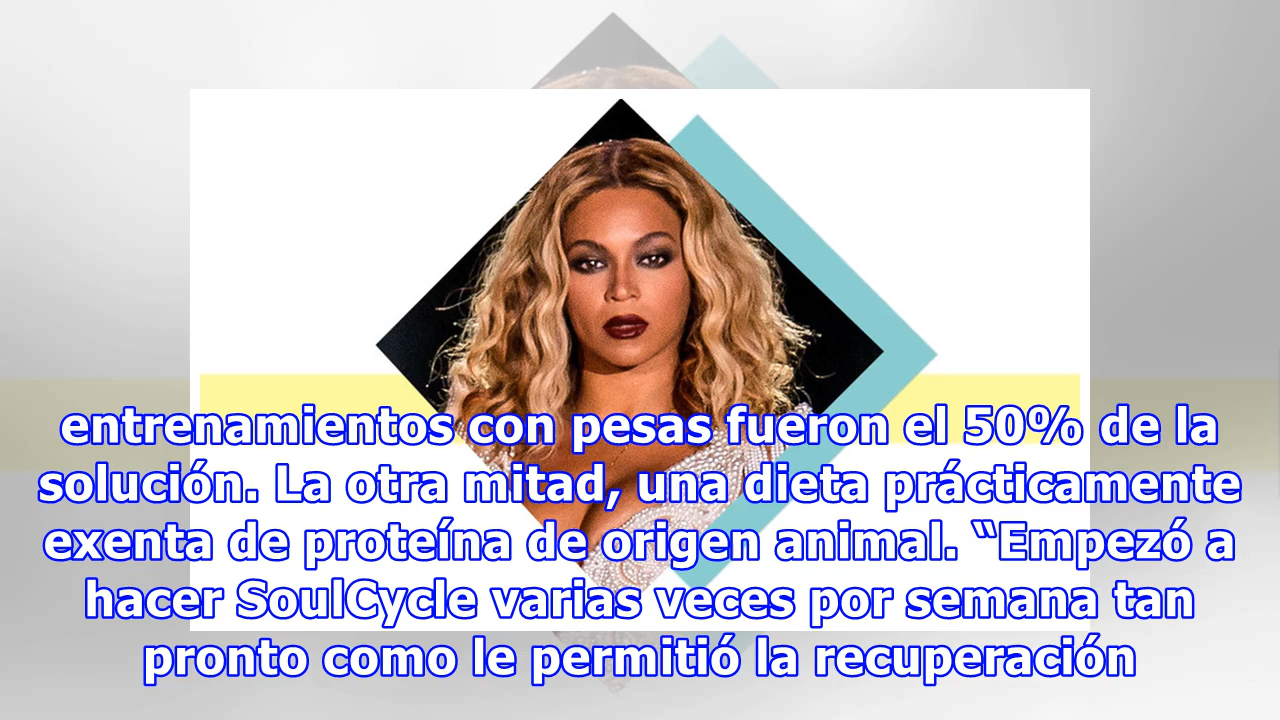 entrenamientos con pesas fueron el 50% de la
solución. La otra mitad, una dieta prácticamente
exenta de proteína de origen animal. “Empezó a
hacer SoulCycle varias veces por semana tan
pronto como le permitió la recuperación